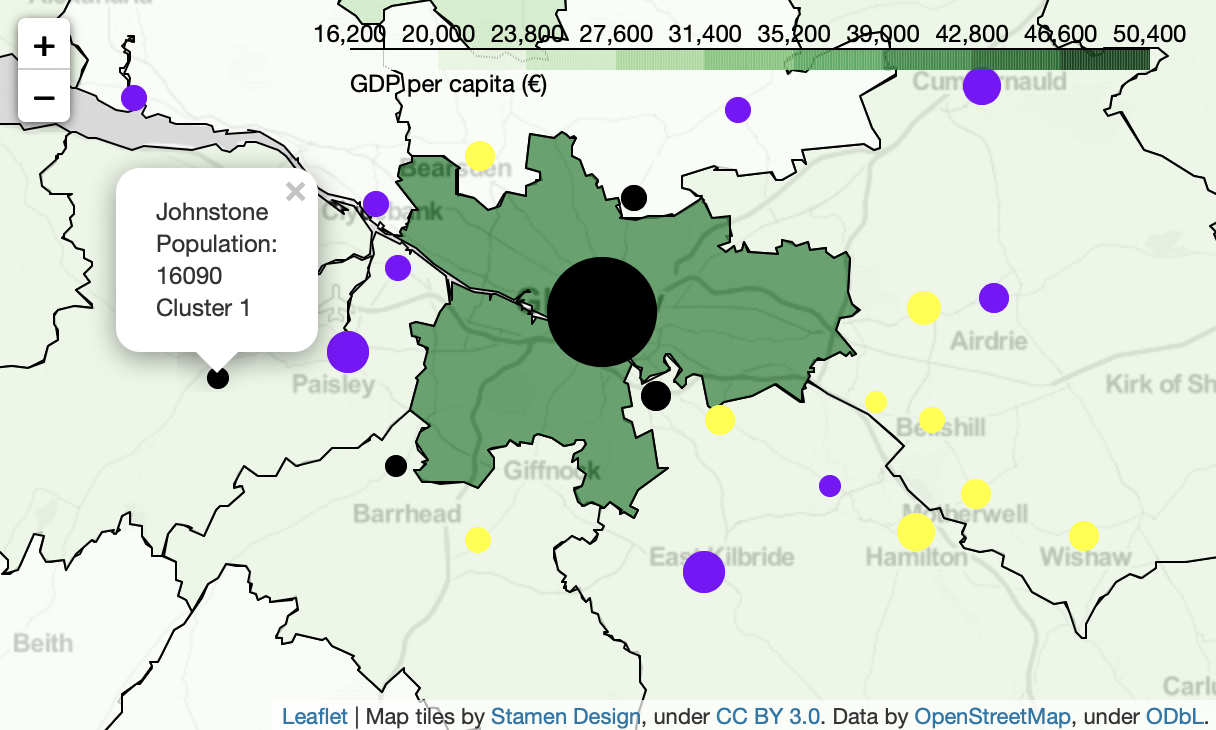 Alexandria
+
−
16,200 20,000 23,800 27,600 31,400 35,200 39,000 42,800 46,600 50,400
GDP per capita (€)
Cumbernauld
Bearsden
×
Johnstone
Population:
16090
Cluster 1
Clydebank
Glasgow
Airdrie
Paisley
Kirk of Sh
Bellshill
Giffnock
Barrhead
Motherwell
East Kilbride
Hamilton
Wishaw
Beith
Carlu
Leaflet | Map tiles by Stamen Design, under CC BY 3.0. Data by OpenStreetMap, under ODbL.